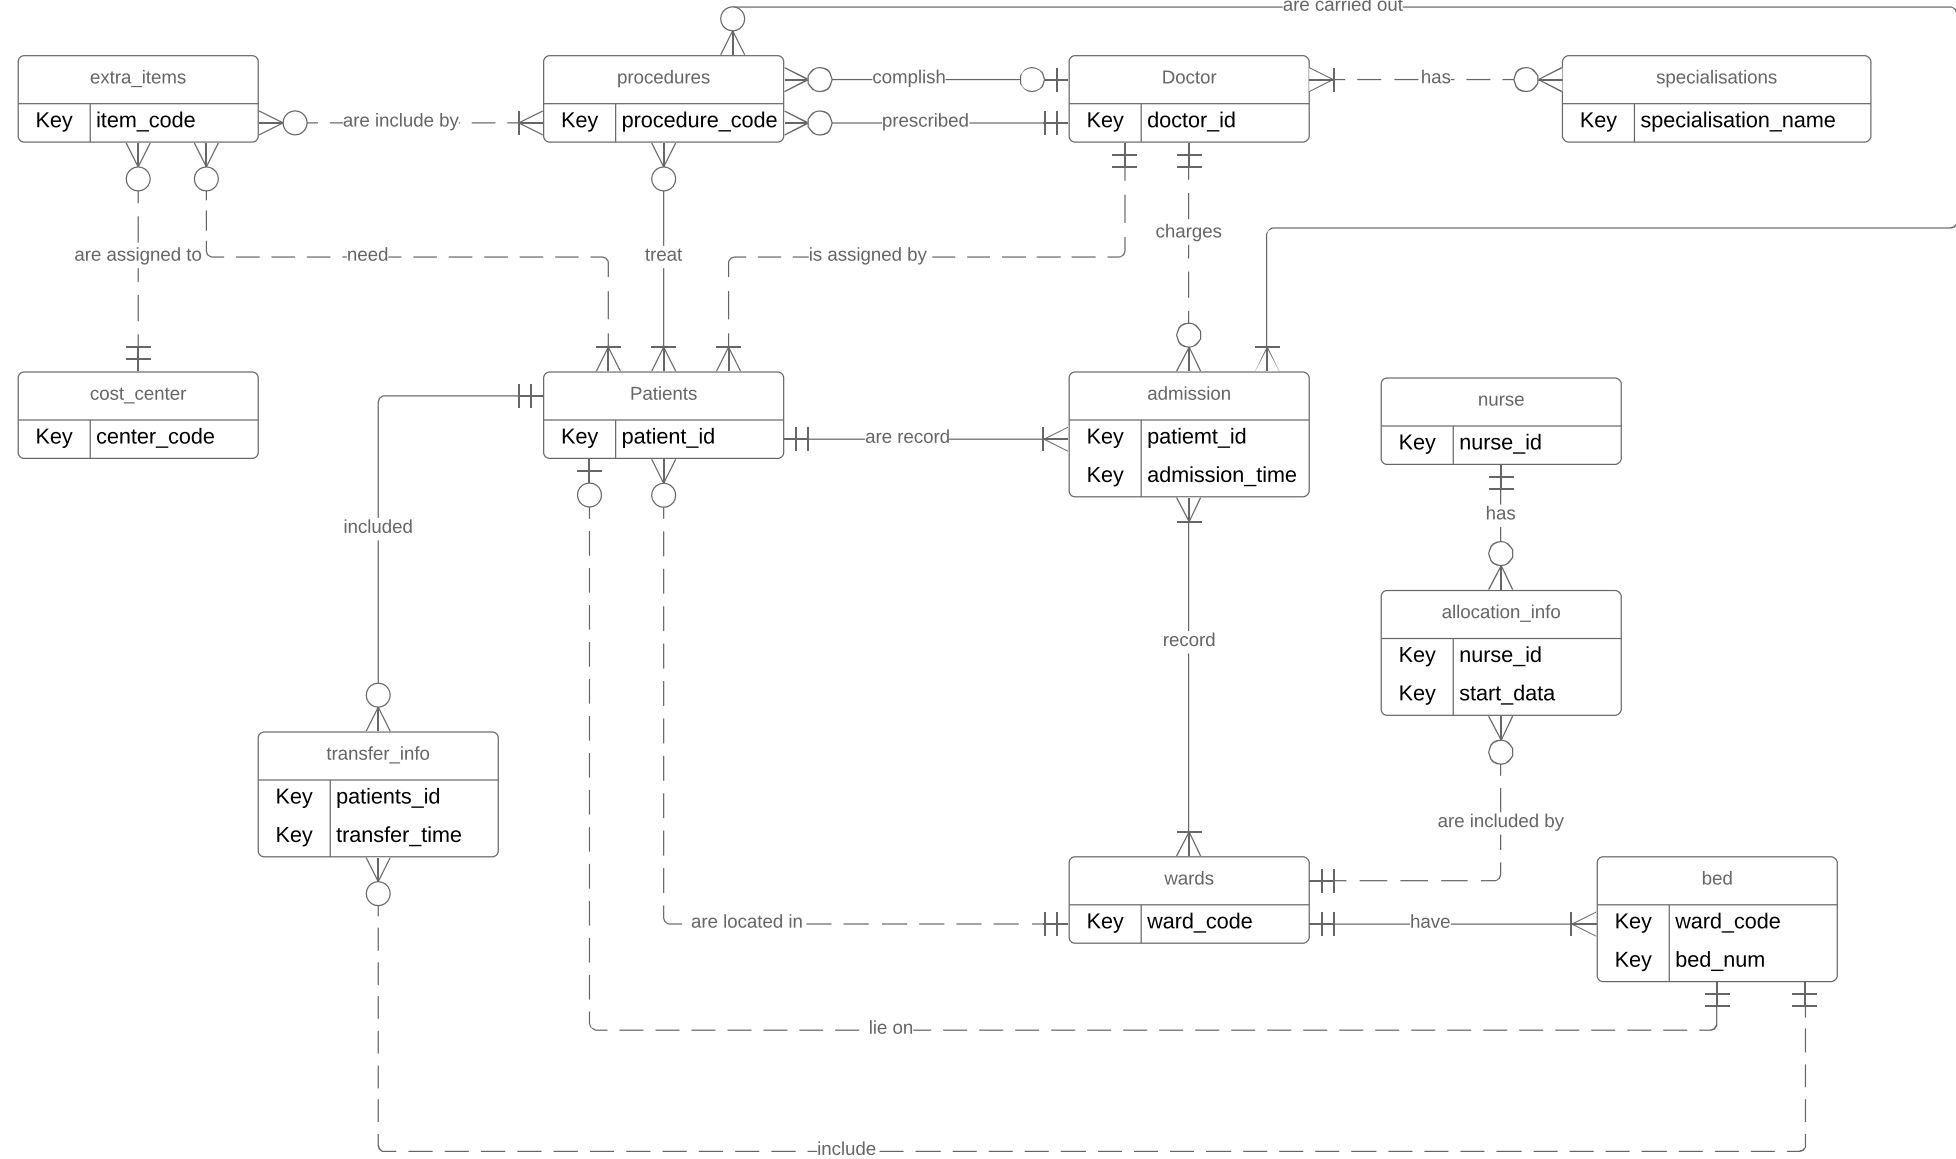 are carried out
extra_items
Key item_code
procedures
Key procedure_code
Doctor
Key doctor_id
specialisations
Key specialisation_name
complish
has
are include by
prescribed
charges
are assigned to
need
treat
is assigned by
cost_center
Key center_code
Patients
Key patient_id
admission
Key patiemt_id
Key admission_time
nurse
Key nurse_id
are record
included
has
record
allocation_info
Key nurse_id
Key start_data
transfer_info
Key patients_id
Key transfer_time
are included by
wards
Key ward_code
bed
Key ward_code
Key bed_num
are located in
have
lie on
include